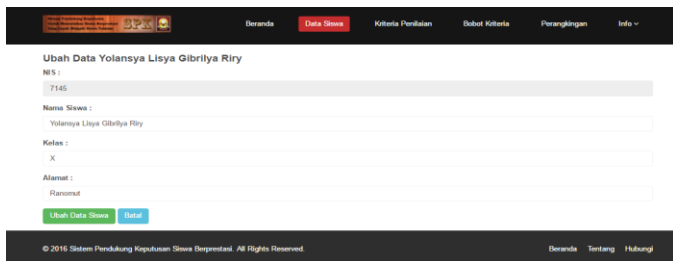 SPK
Beranda Data Siswa Kriteria Penilaian Bobot Kriteria Perangkingan Info
Ubah Data Yolansya Lisya Gibrilya Riry
NIS :
7145
Nama Siswa :
Yolansya Lisya Gibrilya Riry
Kelas :
X
Alamat :
Ranomut
Ubah Data Siswa Batal
© 2016 Sistem Pendukung Keputusan Siswa Berprestasi. All Rights Reserved.
Beranda Tentang Hubungi